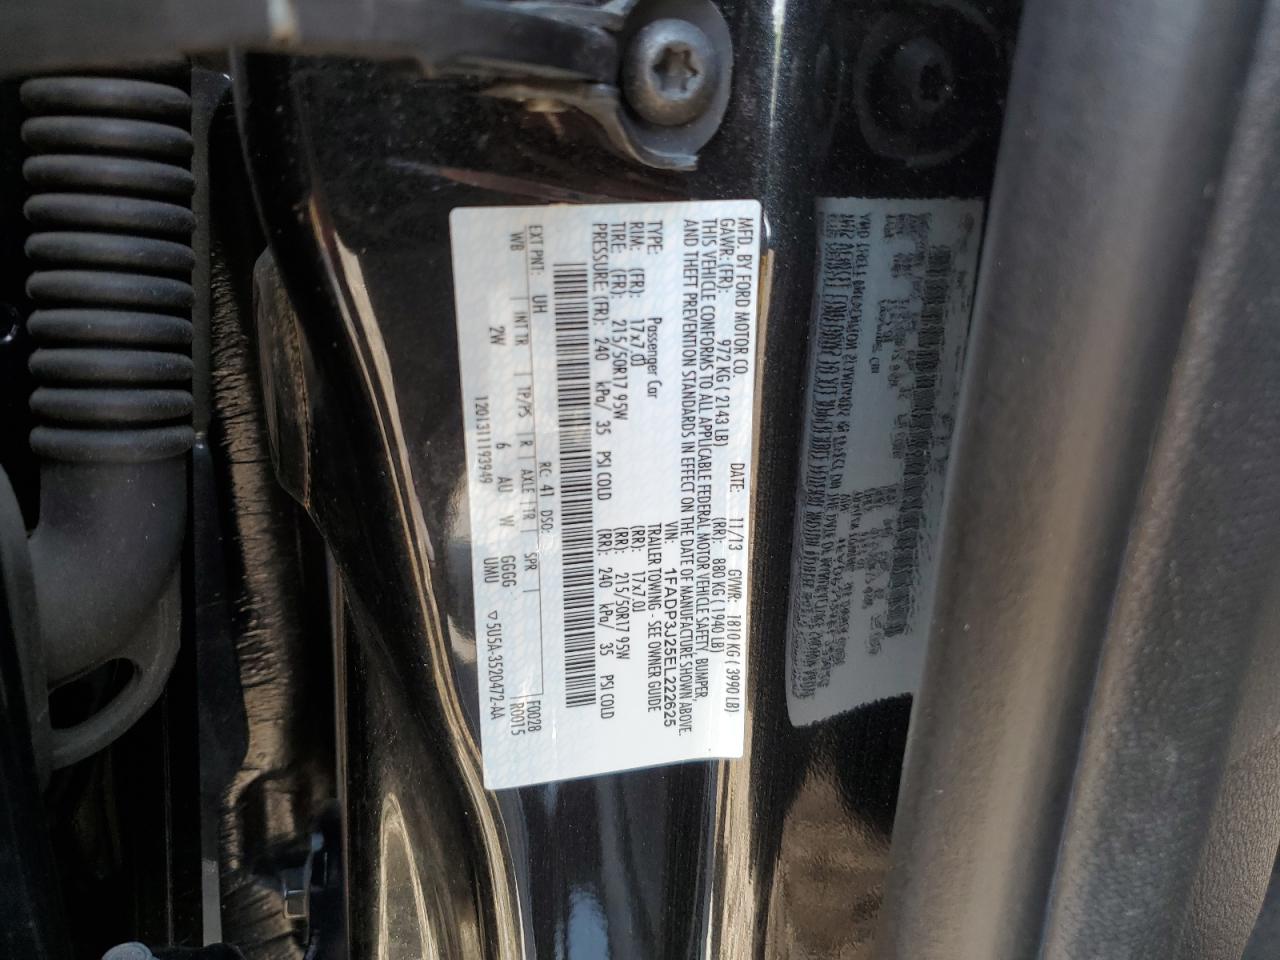 MFD. BY FORD MOTOR CO.
DATE: 11/13 GVWR: 1810 KG ( 3990 LB)
GAWR: (FR): 972 KG ( 2143 LB) (RR): 880 KG ( 1940 LB)
THIS VEHICLE CONFORMS TO ALL APPLICABLE FEDERAL MOTOR VEHICLE SAFETY, BUMPER,
AND THEFT PREVENTION STANDARDS IN EFFECT ON THE DATE OF MANUFACTURE SHOWN ABOVE.
VIN: 1FADP3J25EL222625
TYPE: Passenger Car TRAILER TOWING - SEE OWNER GUIDE
RIM: (FR): 17x7.0J (RR): 17x7.0J
TIRE: (FR): 215/50R17 95W (RR): 215/50R17 95W
PRESSURE (FR): 240 kPa/ 35 PSI COLD (RR): 240 kPa/ 35 PSI COLD
EXT PNT: UH RC: 41 DSO: F0028
WB INT TR TP/PS R AXLE TR SPR R0015
2W 6 AU W GGGG
UMU
120131119 3949 ▽5U5A-3520472-AA